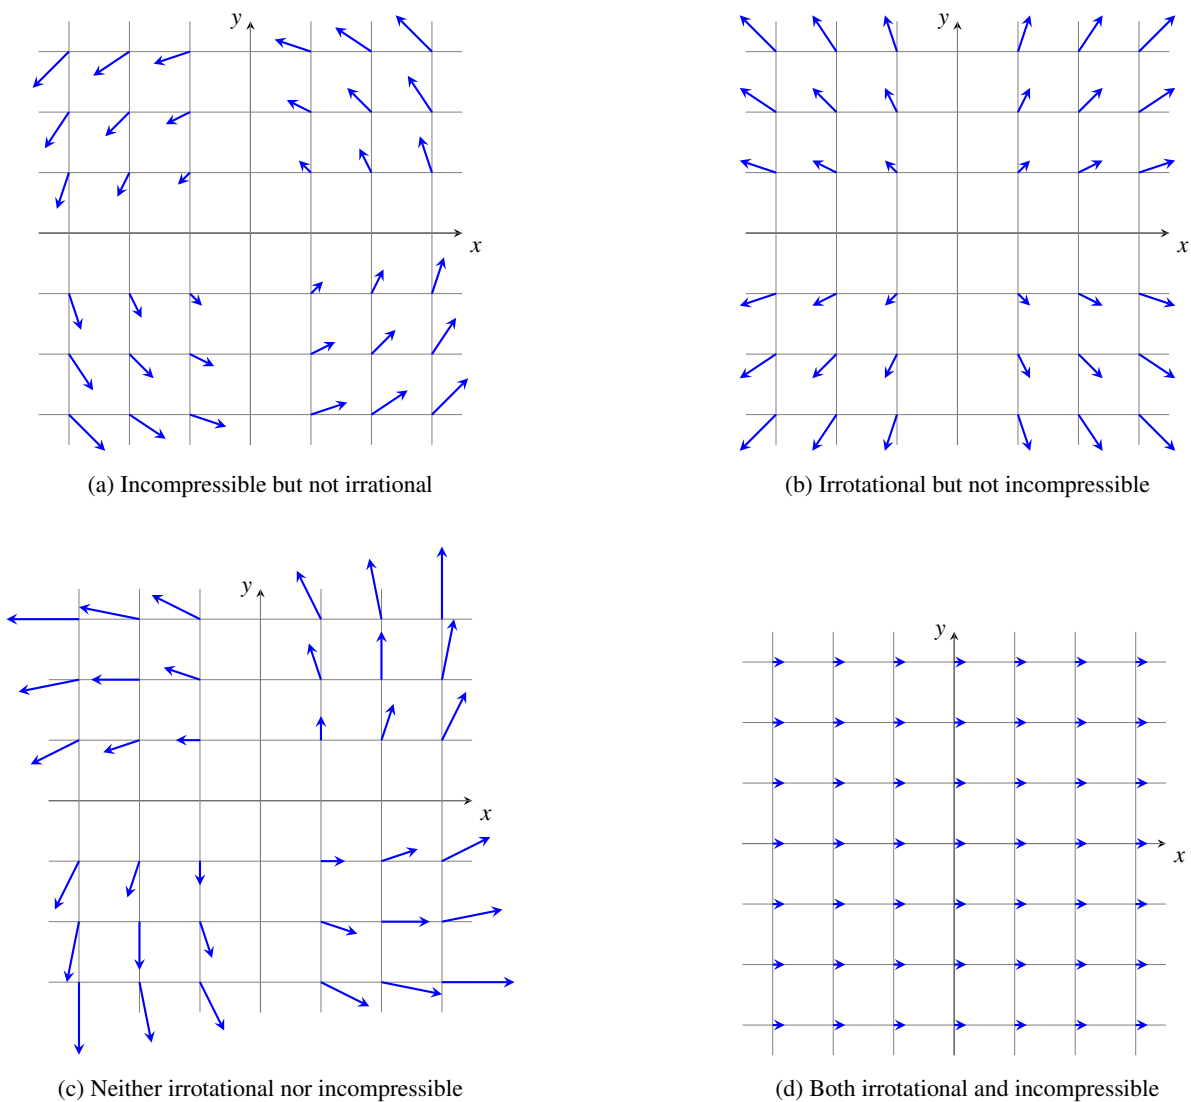 y
x
(a) Incompressible but not irrational
y
x
(b) Irrotational but not incompressible
y
x
(c) Neither irrotational nor incompressible
y
x
(d) Both irrotational and incompressible